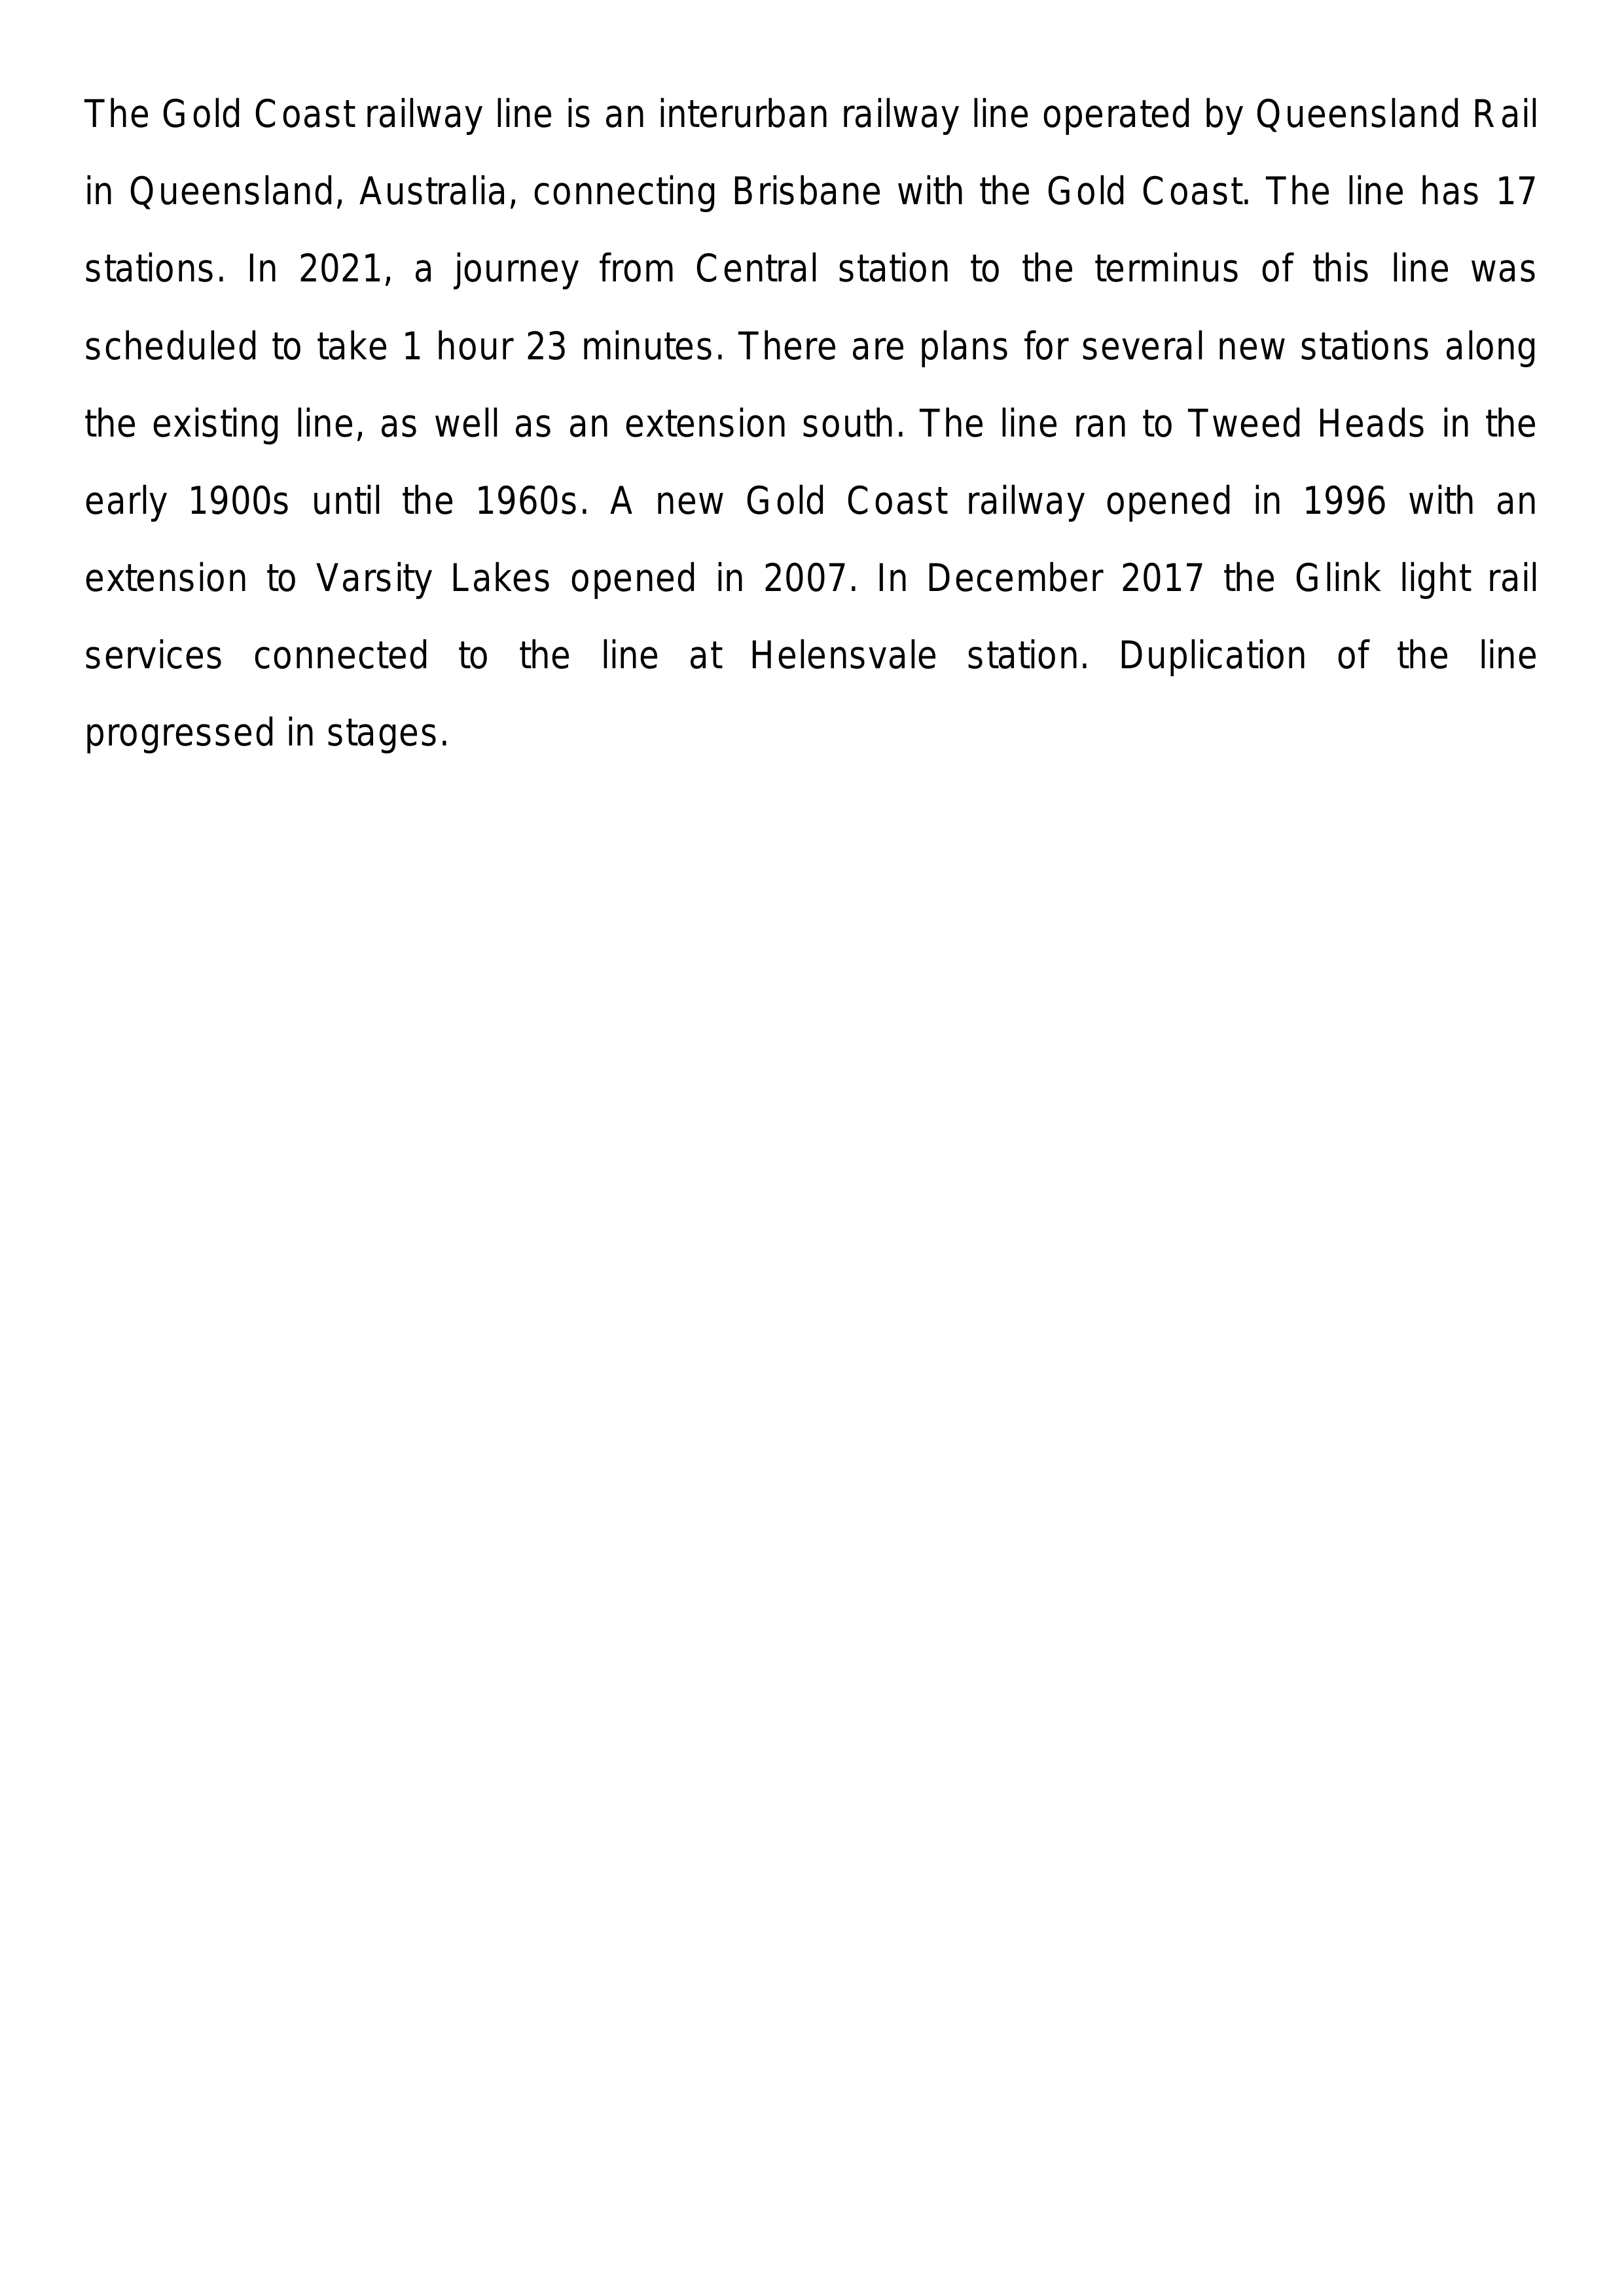 The Gold Coast railway line is an interurban railway line operated by Queensland Rail
in Queensland, Australia, connecting Brisbane with the Gold Coast. The line has 17
stations. In 2021, a journey from Central station to the terminus of this line was
scheduled to take 1 hour 23 minutes. There are plans for several new stations along
the existing line, as well as an extension south. The line ran to Tweed Heads in the
early 1900s until the 1960s. A new Gold Coast railway opened in 1996 with an
extension to Varsity Lakes opened in 2007. In December 2017 the Glink light rail
services connected to the line at Helensvale station. Duplication of the line
progressed in stages.